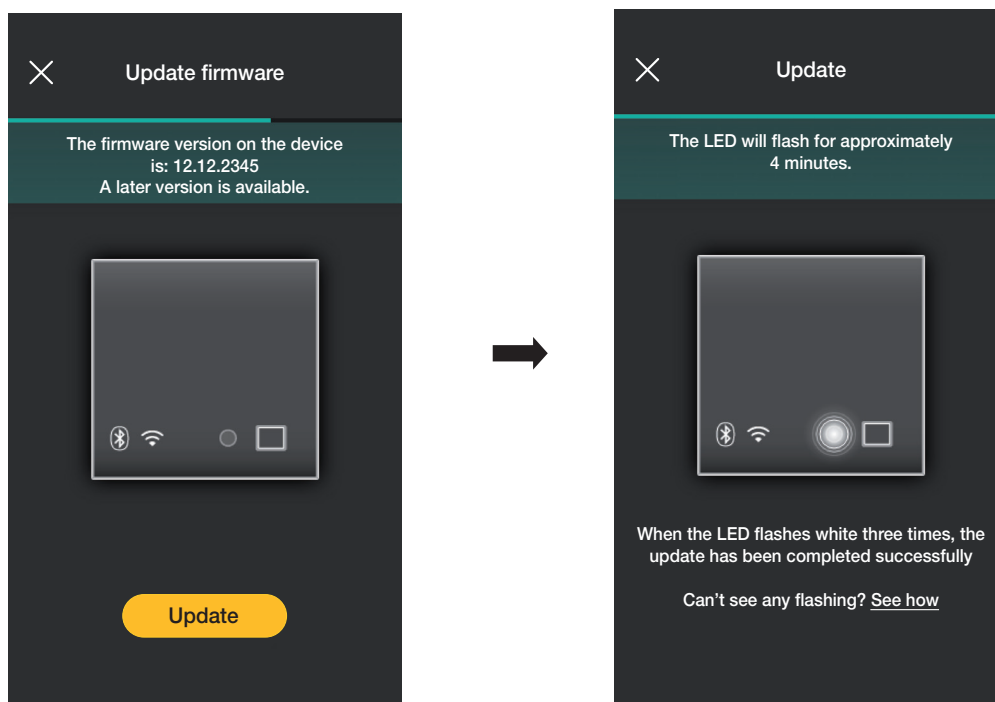 Update firmware
The firmware version on the device
is: 12.12.2345
A later version is available.
Update
Update
The LED will flash for approximately
4 minutes.
When the LED flashes white three times, the
update has been completed successfully
Can’t see any flashing? See how